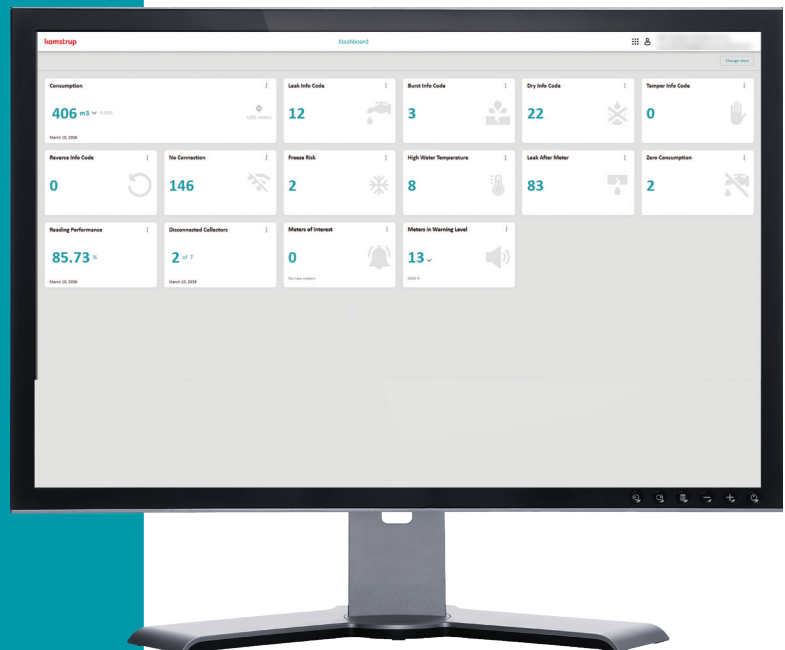 kamstrup
Dashboard
Change view
Consumption
406 m3
March 10, 2026
Leak Info Code
12
Burst Info Code
3
Dry Info Code
22
Tamper Info Code
0
Reverse Info Code
0
No Connection
146
Freeze Risk
2
High Water Temperature
8
Leak After Meter
83
Zero Consumption
2
Reading Performance
85.73 %
March 10, 2026
Disconnected Collectors
2 of 7
March 10, 2026
Meters of Interest
0
No new meters
Meters in Warning Level
13